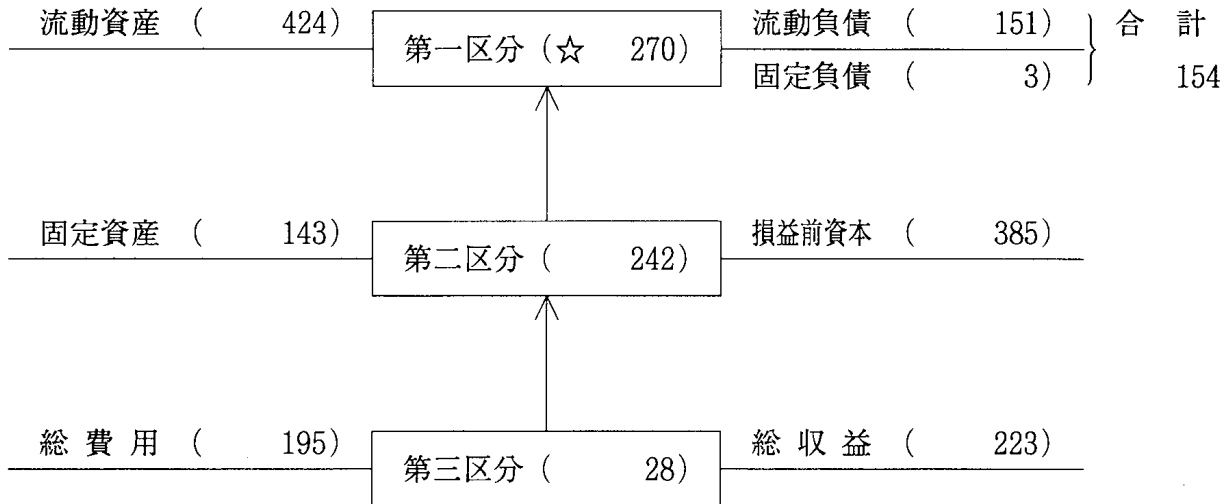 流動資産 ( 424) 第一区分 (☆ 270) 流動負債 ( 151) 合 計
固定負債 ( 3) 154
固定資産 ( 143) 第二区分 ( 242) 損益前資本 ( 385)
総 費 用 ( 195) 第三区分 ( 28) 総 収 益 ( 223)